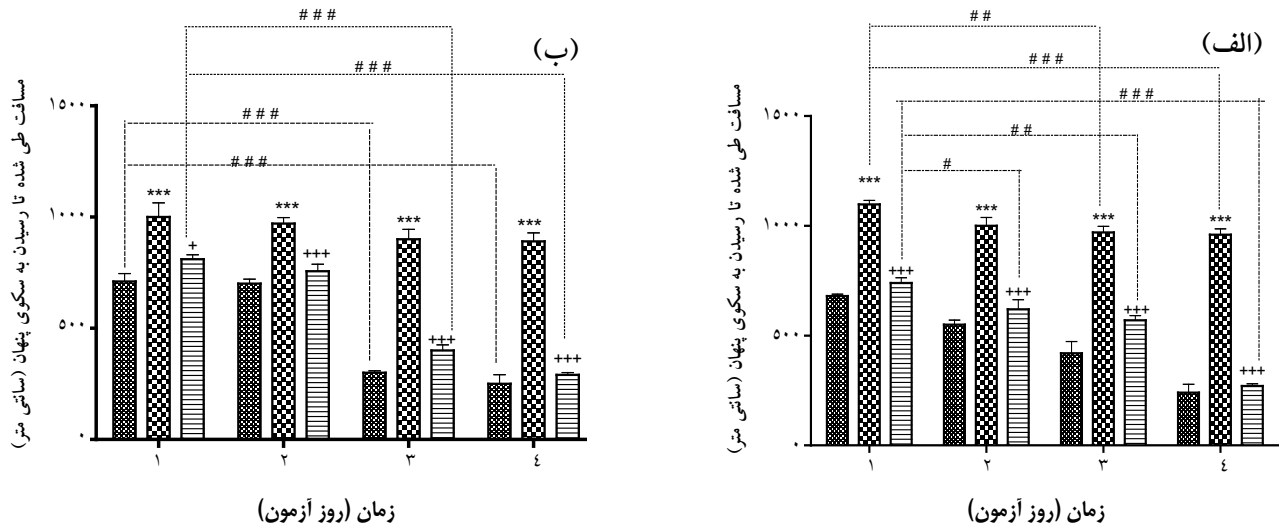 (الف)
# #
# # #
# # #
# #
#
مسافت طی شده تا رسیدن به سکوی پنهان (سانتی متر)
۱۵۰۰
۱۰۰۰
۵۰۰
۰
***
+++
***
+++
***
+++
***
+++
۱ ۲ ۳ ٤
زمان (روز آزمون)
(ب)
# # #
# # #
# # #
# # #
مسافت طی شده تا رسیدن به سکوی پنهان (سانتی متر)
۱۵۰۰
۱۰۰۰
۵۰۰
۰
***
+
***
+++
***
+++
***
+++
۱ ۲ ۳ ٤
زمان (روز آزمون)